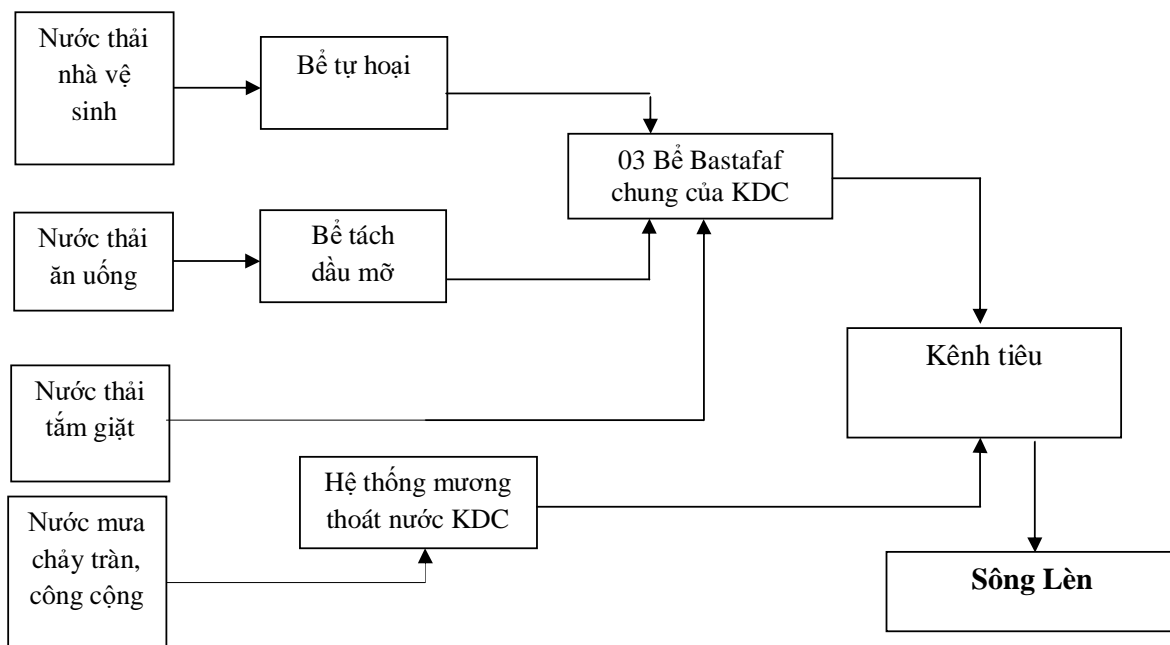 Nước thải
nhà vệ
sinh
Bể tự hoại
03 Bể Bastafaf
chung của KDC
Nước thải
ăn uống
Bể tách
dầu mỡ
Kênh tiêu
Nước thải
tắm giặt
Hệ thống mương
thoát nước KDC
Nước mưa
chảy tràn,
công cộng
Sông Lèn